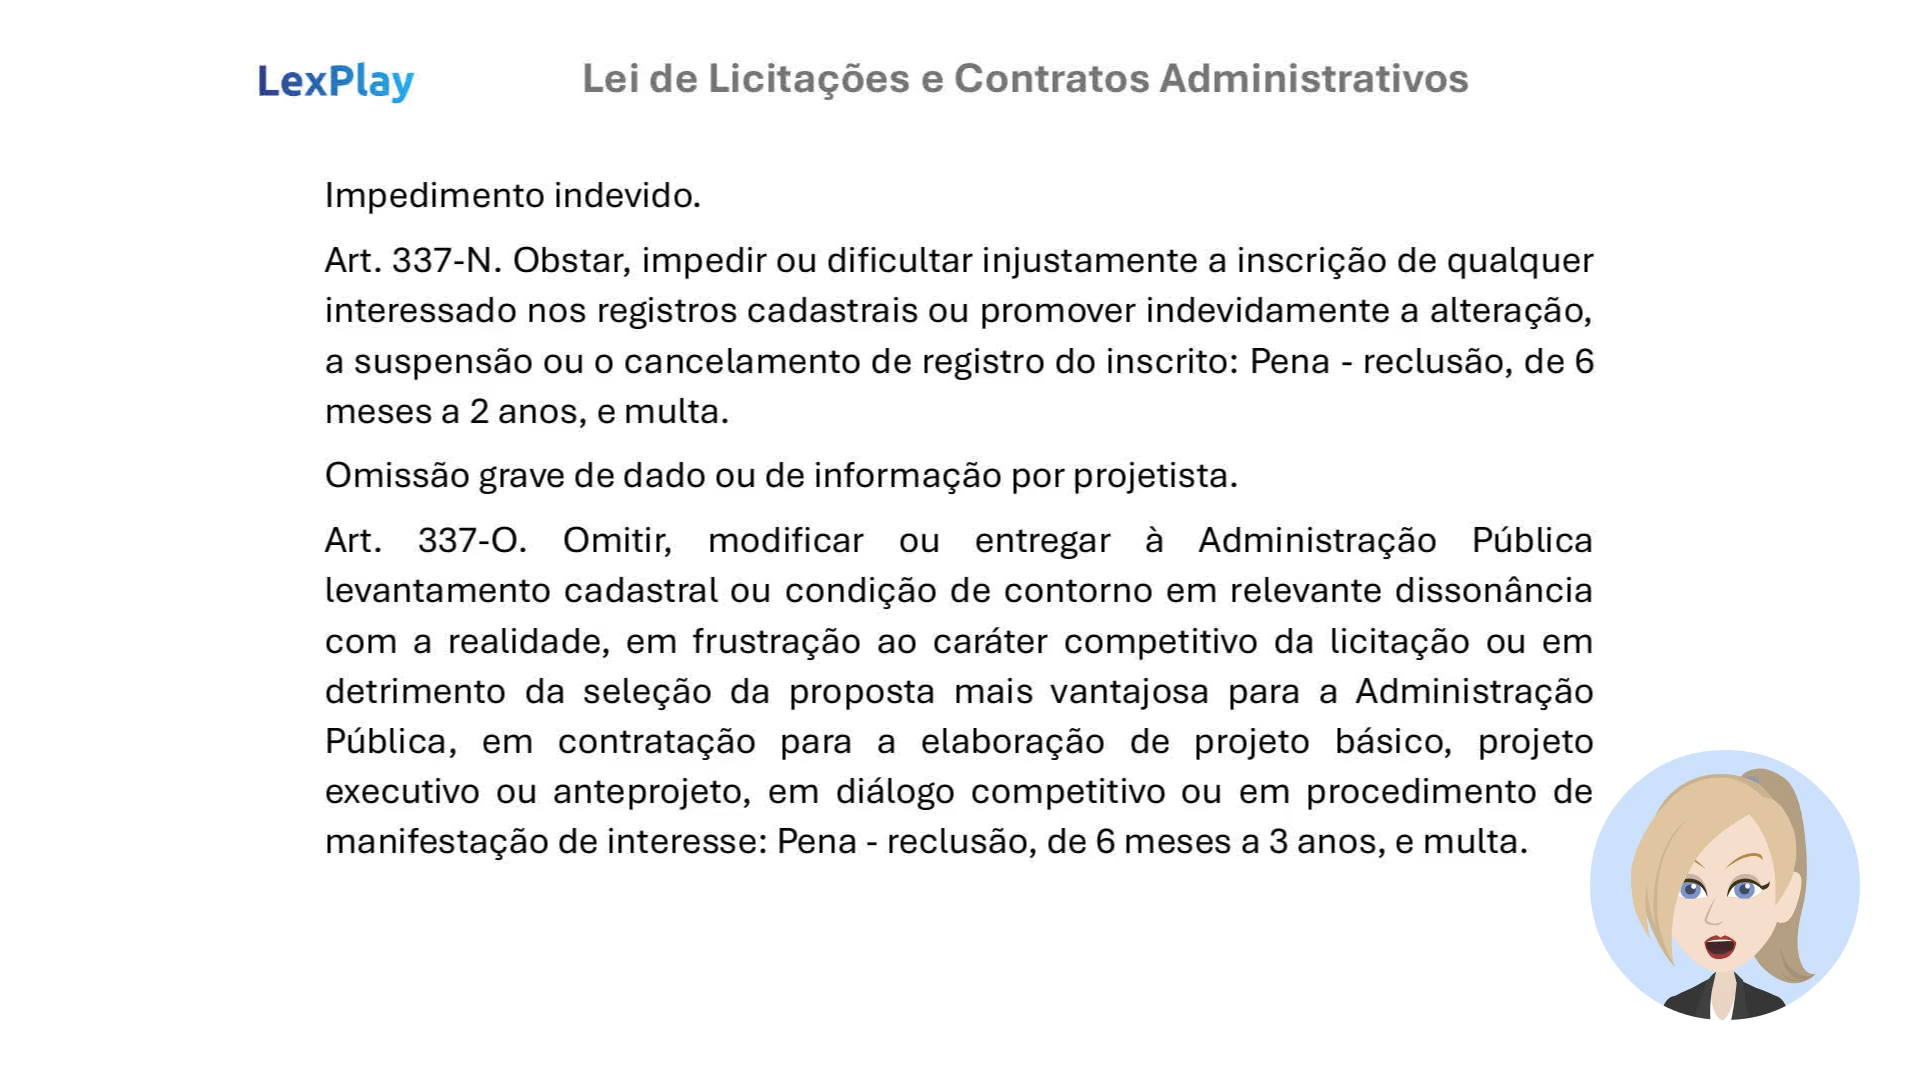 LexPlay
Lei de Licitações e Contratos Administrativos
Impedimento indevido.
Art. 337-N. Obstar, impedir ou dificultar injustamente a inscrição de qualquer
interessado nos registros cadastrais ou promover indevidamente a alteração,
a suspensão ou o cancelamento de registro do inscrito: Pena - reclusão, de 6
meses a 2 anos, e multa.
Omissão grave de dado ou de informação por projetista.
Art. 337-O. Omitir, modificar ou entregar à Administração Pública
levantamento cadastral ou condição de contorno em relevante dissonância
com a realidade, em frustração ao caráter competitivo da licitação ou em
detrimento da seleção da proposta mais vantajosa para a Administração
Pública, em contratação para a elaboração de projeto básico, projeto
executivo ou anteprojeto, em diálogo competitivo ou em procedimento de
manifestação de interesse: Pena - reclusão, de 6 meses a 3 anos, e multa.